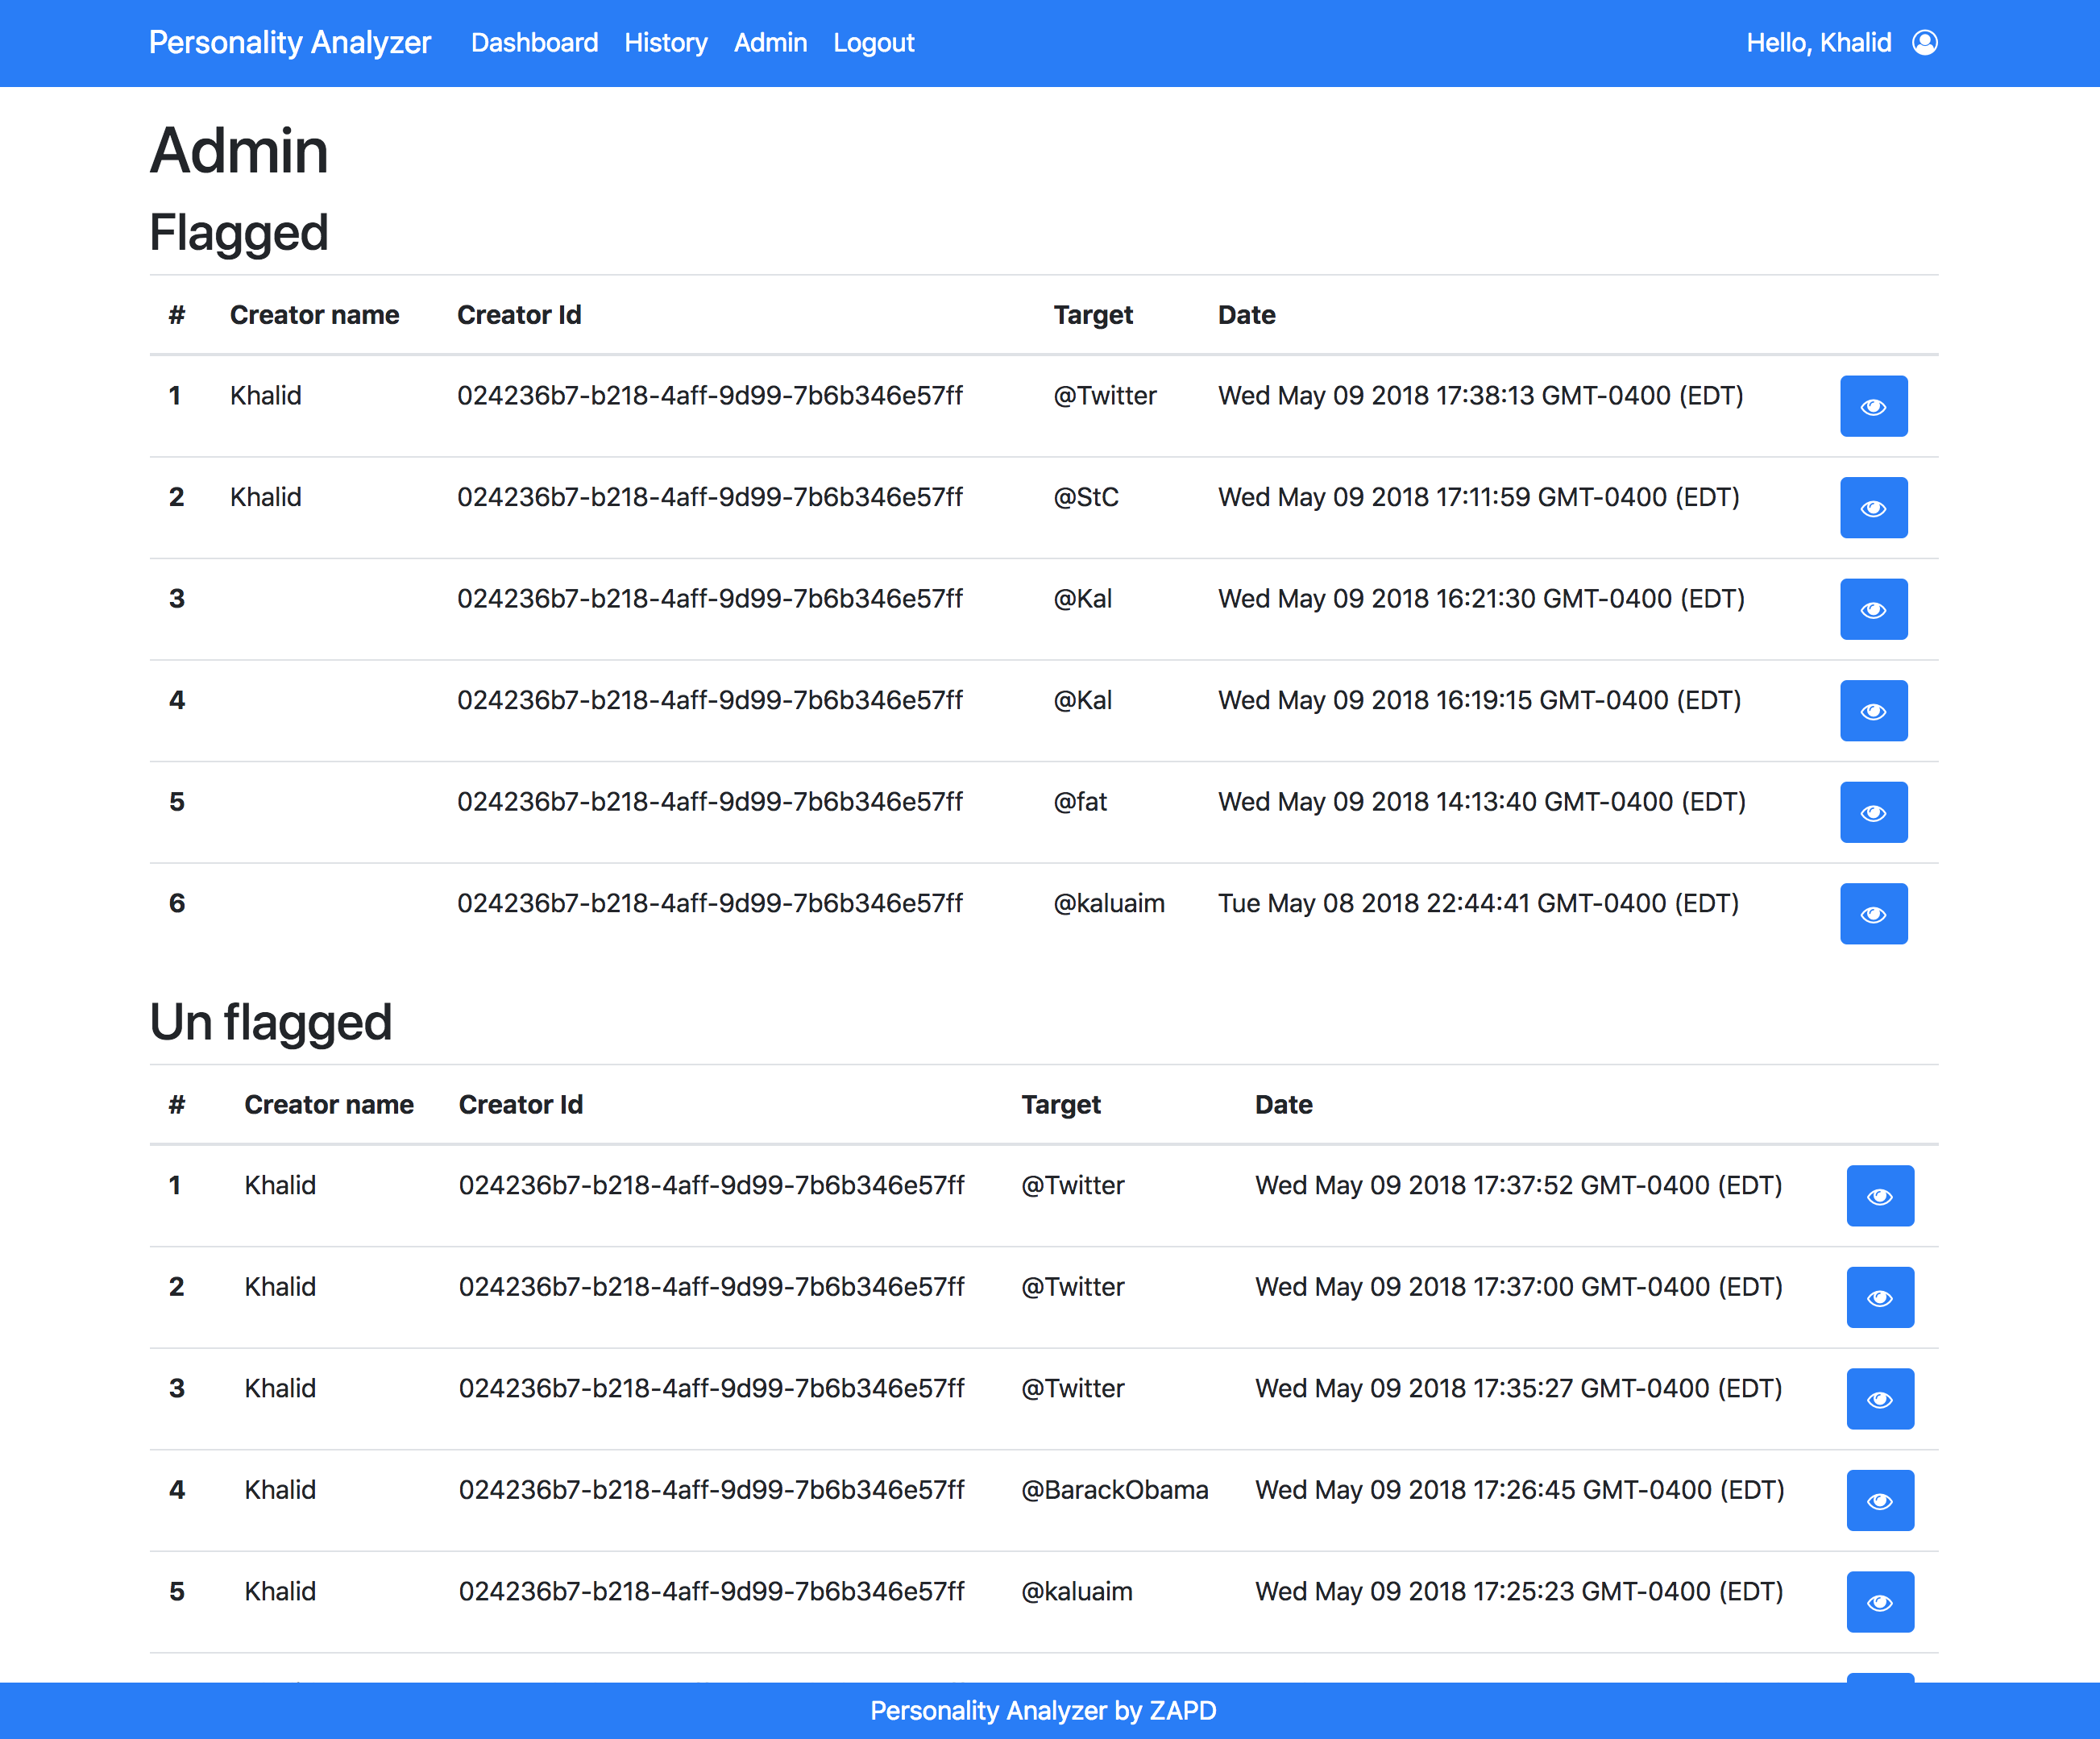 Personality Analyzer Dashboard History Admin Logout Hello, Khalid
Admin
Flagged
# Creator name Creator Id Target Date
1 Khalid 024236b7-b218-4aff-9d99-7b6b346e57ff @Twitter Wed May 09 2018 17:38:13 GMT-0400 (EDT)
2 Khalid 024236b7-b218-4aff-9d99-7b6b346e57ff @StC Wed May 09 2018 17:11:59 GMT-0400 (EDT)
3 024236b7-b218-4aff-9d99-7b6b346e57ff @Kal Wed May 09 2018 16:21:30 GMT-0400 (EDT)
4 024236b7-b218-4aff-9d99-7b6b346e57ff @Kal Wed May 09 2018 16:19:15 GMT-0400 (EDT)
5 024236b7-b218-4aff-9d99-7b6b346e57ff @fat Wed May 09 2018 14:13:40 GMT-0400 (EDT)
6 024236b7-b218-4aff-9d99-7b6b346e57ff @kaluaim Tue May 08 2018 22:44:41 GMT-0400 (EDT)
Un flagged
# Creator name Creator Id Target Date
1 Khalid 024236b7-b218-4aff-9d99-7b6b346e57ff @Twitter Wed May 09 2018 17:37:52 GMT-0400 (EDT)
2 Khalid 024236b7-b218-4aff-9d99-7b6b346e57ff @Twitter Wed May 09 2018 17:37:00 GMT-0400 (EDT)
3 Khalid 024236b7-b218-4aff-9d99-7b6b346e57ff @Twitter Wed May 09 2018 17:35:27 GMT-0400 (EDT)
4 Khalid 024236b7-b218-4aff-9d99-7b6b346e57ff @BarackObama Wed May 09 2018 17:26:45 GMT-0400 (EDT)
5 Khalid 024236b7-b218-4aff-9d99-7b6b346e57ff @kaluaim Wed May 09 2018 17:25:23 GMT-0400 (EDT)
Personality Analyzer by ZAPD